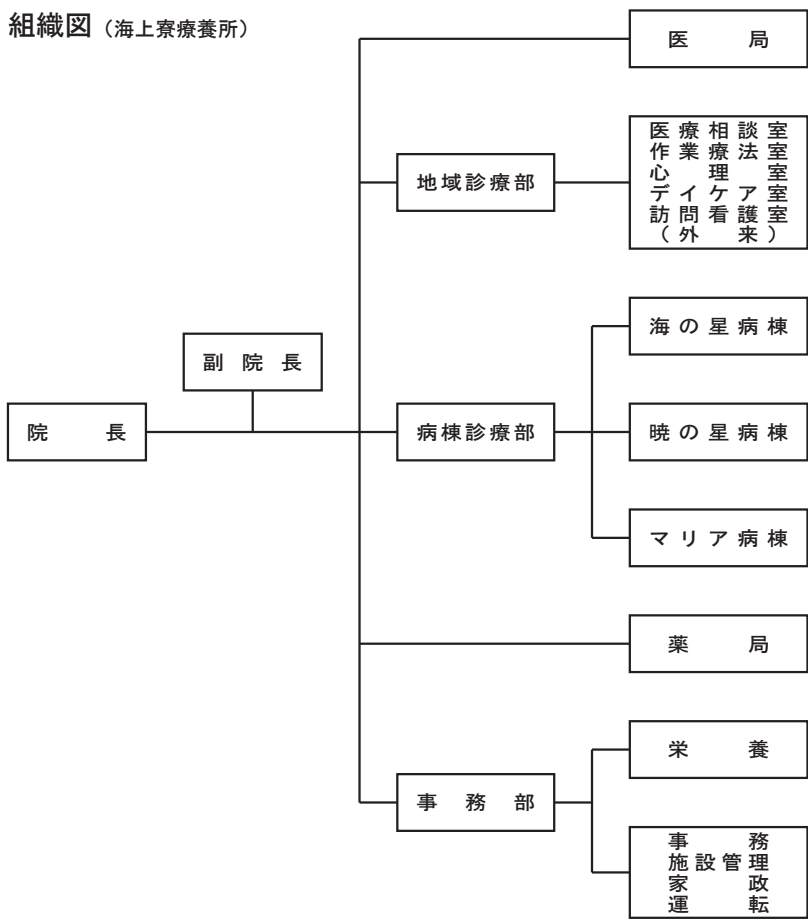 組織図（海上寮療養所）
医局
医療相談室
作業療法室
心理室
デイケア室
訪問看護室
（外来）
地域診療部
海の星病棟
副院長
院長
病棟診療部
暁の星病棟
マリア病棟
薬局
栄養
事務部
事務
施設管理
家政
運転